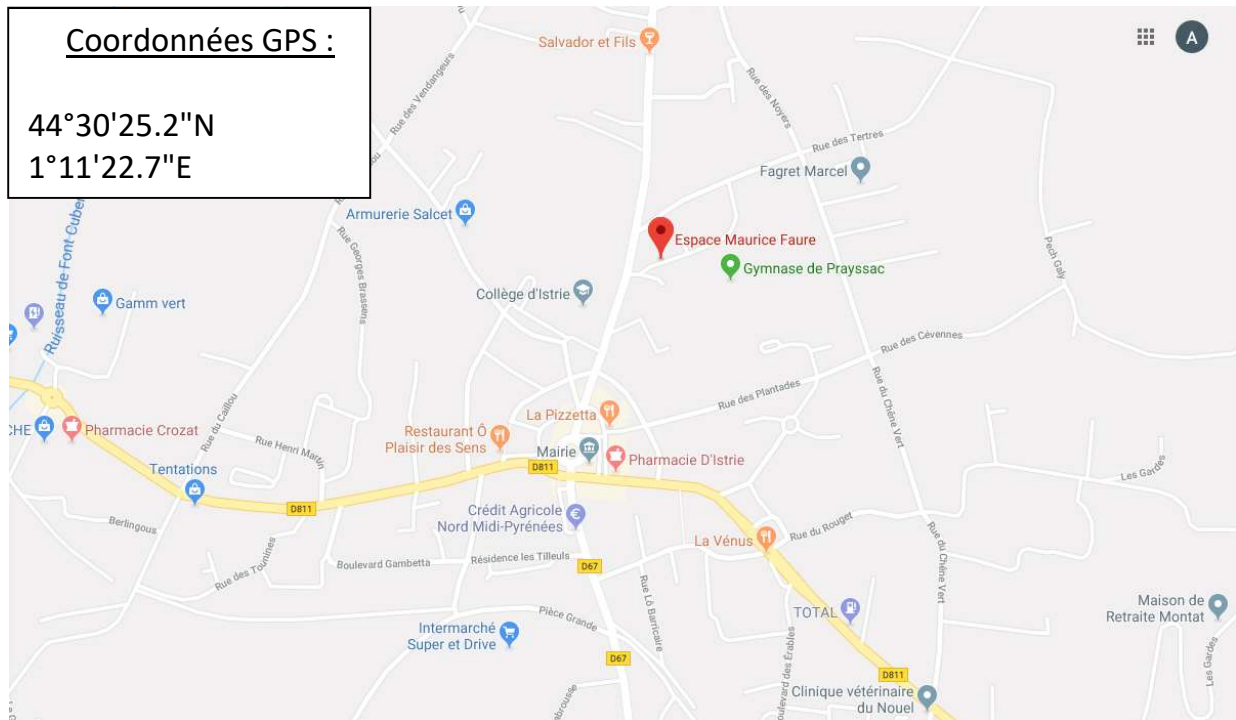 Coordonnées GPS :
44°30'25.2"N
1°11'22.7"E
Salvador et Fils
A
Rue des Vendangeurs
Rue des Noyers
Rue des Tertres
Fagret Marcel
Armurerie Salcet
Espace Maurice Faure
Gymnase de Prayssac
Pech Galy
Rue Georges Brassens
Ruisseau de Font Cuber
Collège d'Istrie
Gamm vert
Rue des Cévennes
Rue des Plantades
Rue du Chêne Vert
La Pizzetta
Rue du Caillou
CHE
Pharmacie Crozat
Restaurant Ô
Plaisir des Sens
Rue Henri Martin
Mairie
Pharmacie D'Istrie
D811
Tentations
Les Gardes
D811
Crédit Agricole
Nord Midi-Pyrénées
Berlingous
La Vénus
Rue du Rouget
Rue du Chêne Vert
Rue des Tounines
Boulevard Gambetta
Résidence les Tilleuls
D67
Rue Lô Barricaire
TOTAL
Maison de
Retraite Montat
Pièce Grande
Intermarché
Super et Drive
D67
Les Gardes
D811
Clinique vétérinaire
du Nouel